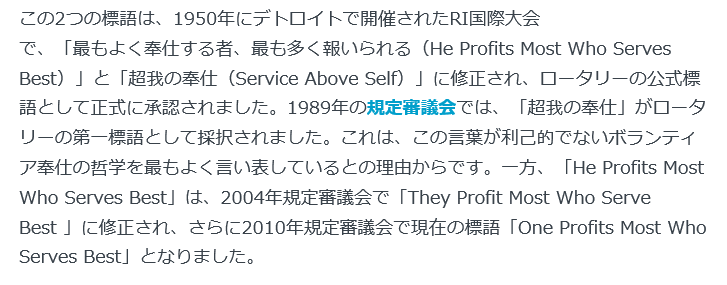 この2つの標語は、1950年にデトロイトで開催されたRI国際大会
で、「最もよく奉仕する者、最も多く報いられる（He Profits Most Who Serves
Best）」と「超我の奉仕（Service Above Self）」に修正され、ロータリーの公式標
語として正式に承認されました。1989年の規定審議会では、「超我の奉仕」がロータ
リーの第一標語として採択されました。これは、この言葉が利己的でないボランティ
ア奉仕の哲学を最もよく言い表しているとの理由からです。一方、「He Profits Most
Who Serves Best」は、2004年規定審議会で「They Profit Most Who Serve
Best 」に修正され、さらに2010年規定審議会で現在の標語「One Profits Most Who
Serves Best」となりました。